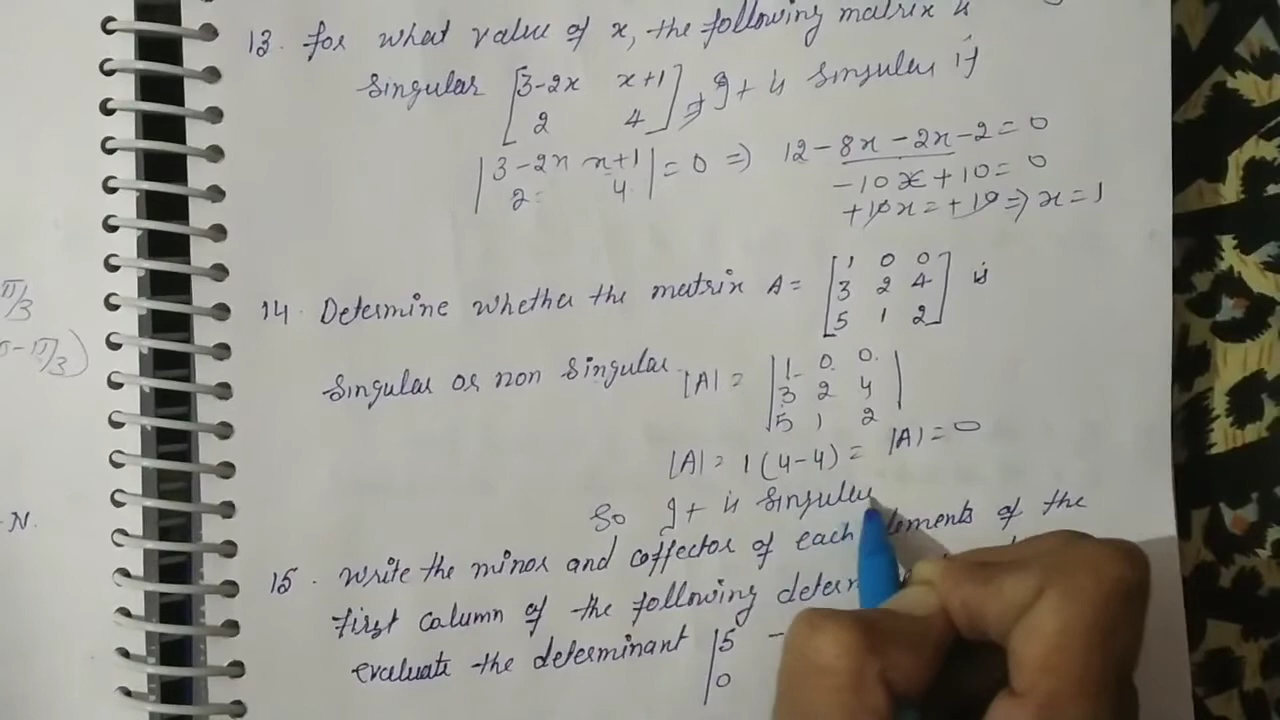 13. For what value of x, the following matrix is
Singular [3-2x x+1 ⇒ It is singular if
2 4]
|3-2x x+1 = 0 ⇒ 12-8x-2x-2=0
2 4| -10x+10=0
+10x=+10⇒x=1
14. Determine whether the matrix A= [1 0 0
3 2 4 is
5 1 2]
Singular or non singular. |A| = |1 0 0
3 2 4
5 1 2|
|A| = 1(4-4) = |A| = 0
So It is singular
15. Write the minor and coffector of each elements of the
first column of the following deter
evaluate the determinant |5 -
0
π/3
π-π/3)
-N.